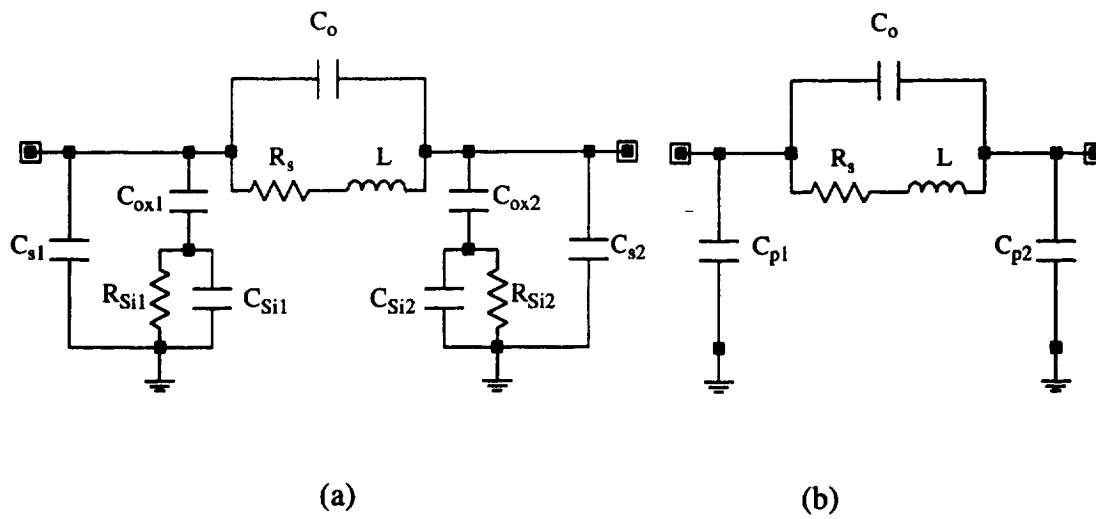 C_o
C_o
R_s
L
R_s
L
C_ox1
C_ox2
C_s1
C_s2
C_p1
C_p2
R_Si1
C_Si1
C_Si2
R_Si2
(a)
(b)